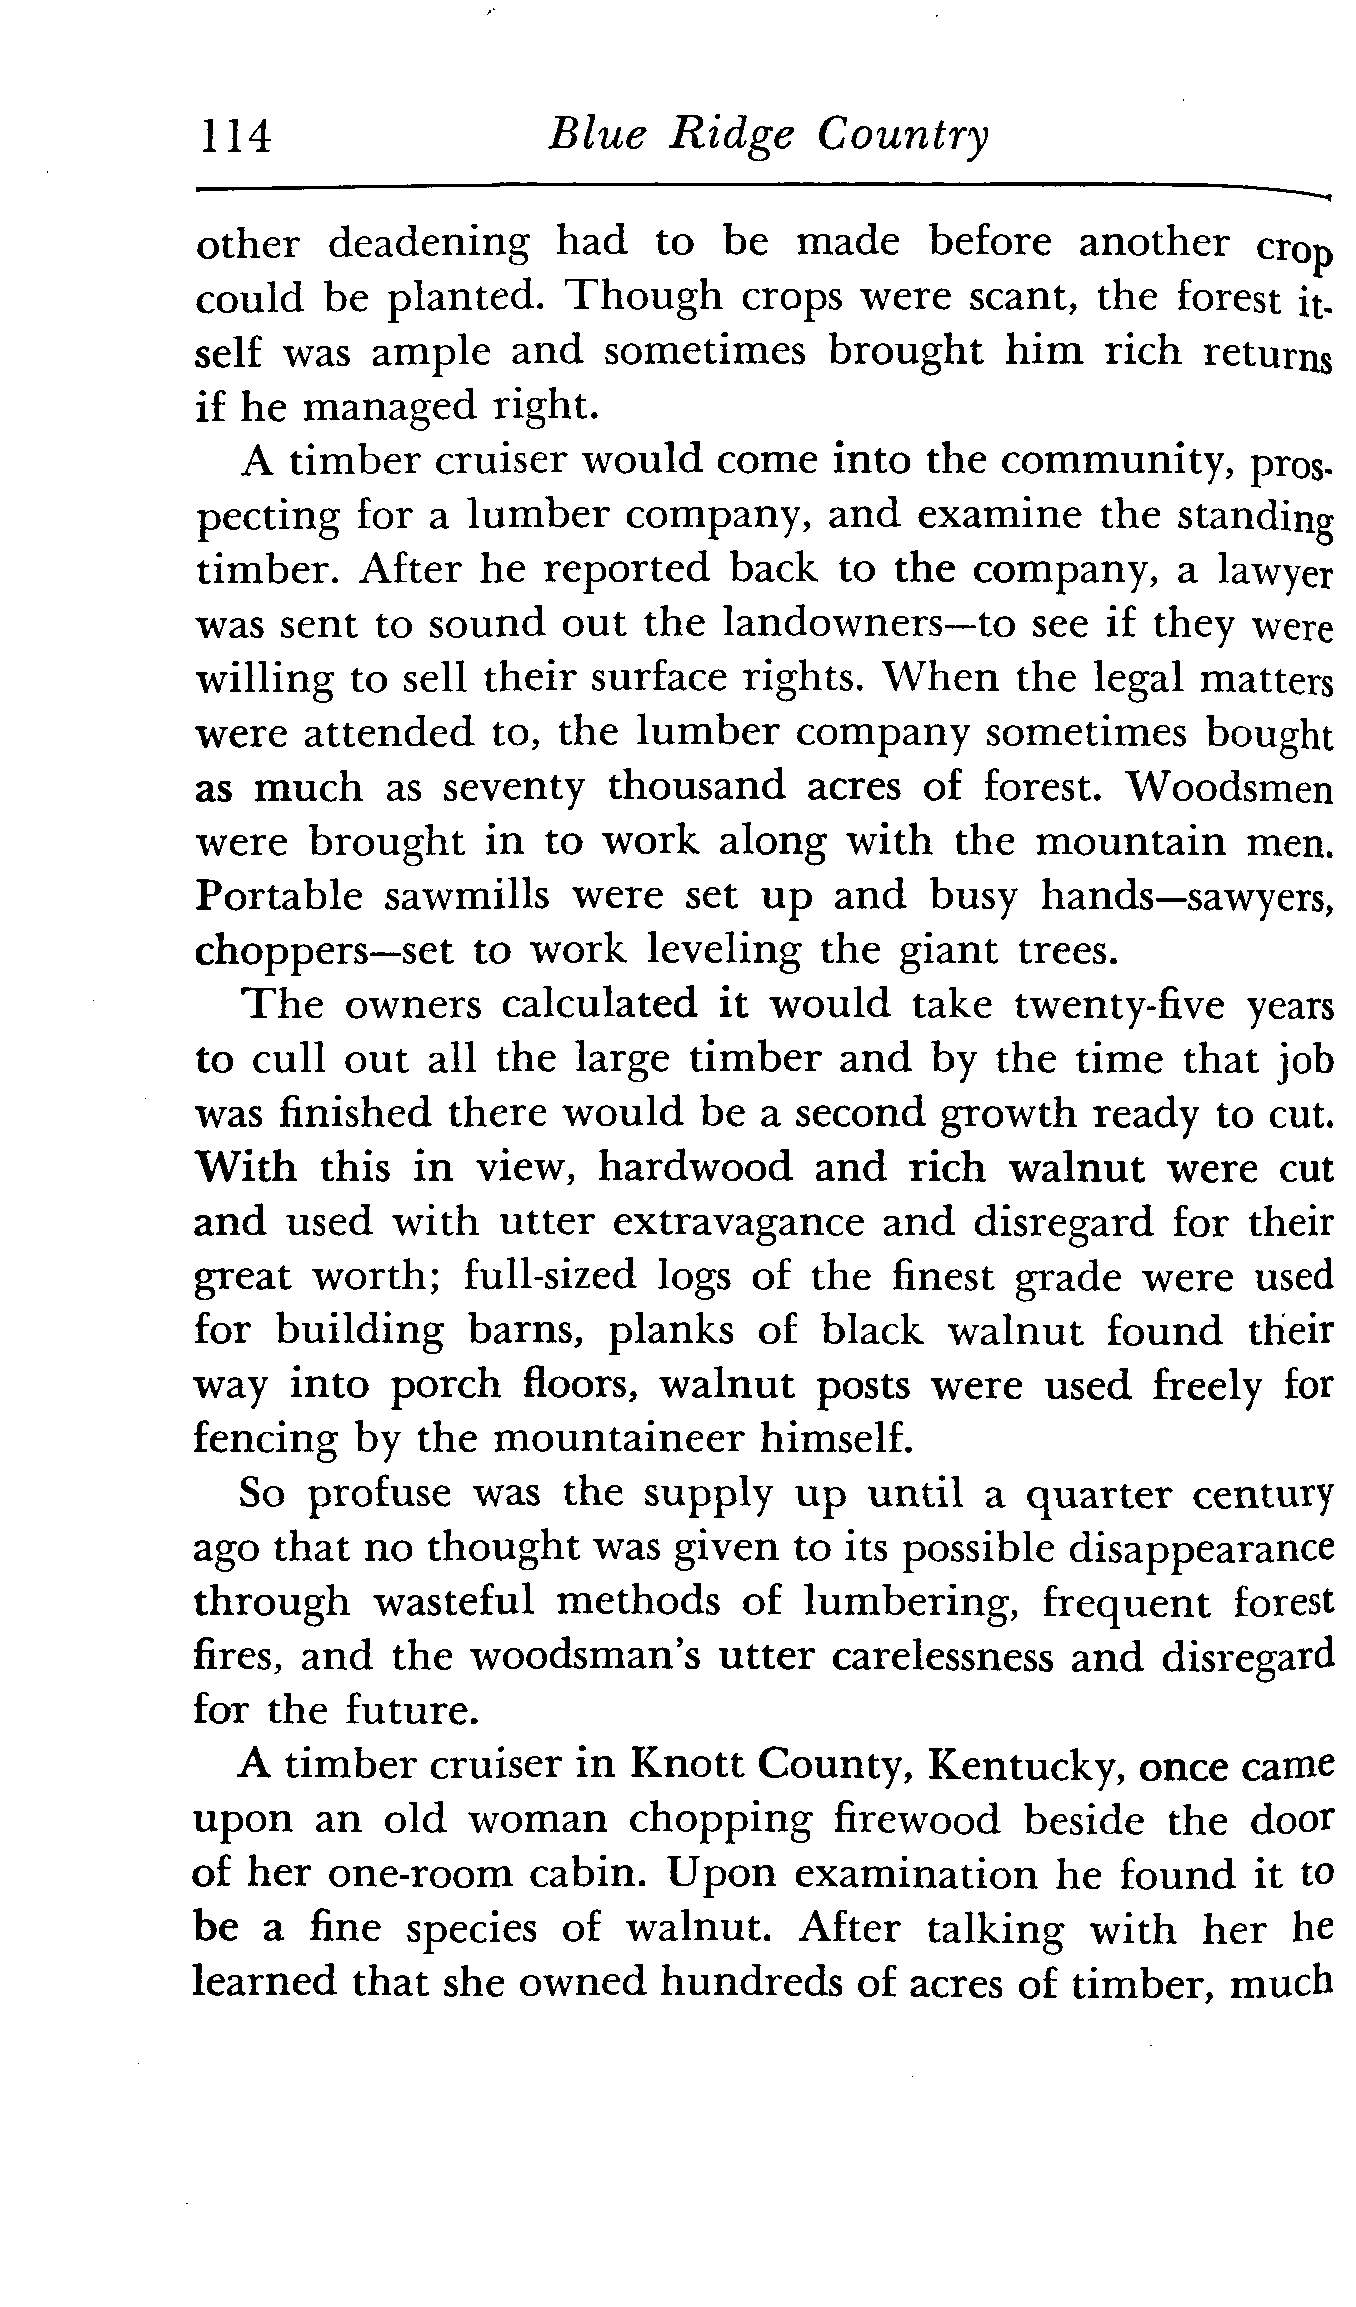 114 Blue Ridge Country
other deadening had to be made before another crop
could be planted. Though crops were scant, the forest it-
self was ample and sometimes brought him rich returns
if he managed right.
A timber cruiser would come into the community, pros-
pecting for a lumber company, and examine the standing
timber. After he reported back to the company, a lawyer
was sent to sound out the landowners—to see if they were
willing to sell their surface rights. When the legal matters
were attended to, the lumber company sometimes bought
as much as seventy thousand acres of forest. Woodsmen
were brought in to work along with the mountain men.
Portable sawmills were set up and busy hands—sawyers,
choppers—set to work leveling the giant trees.
The owners calculated it would take twenty-five years
to cull out all the large timber and by the time that job
was finished there would be a second growth ready to cut.
With this in view, hardwood and rich walnut were cut
and used with utter extravagance and disregard for their
great worth; full-sized logs of the finest grade were used
for building barns, planks of black walnut found their
way into porch floors, walnut posts were used freely for
fencing by the mountaineer himself.
So profuse was the supply up until a quarter century
ago that no thought was given to its possible disappearance
through wasteful methods of lumbering, frequent forest
fires, and the woodsman's utter carelessness and disregard
for the future.
A timber cruiser in Knott County, Kentucky, once came
upon an old woman chopping firewood beside the door
of her one-room cabin. Upon examination he found it to
be a fine species of walnut. After talking with her he
learned that she owned hundreds of acres of timber, much